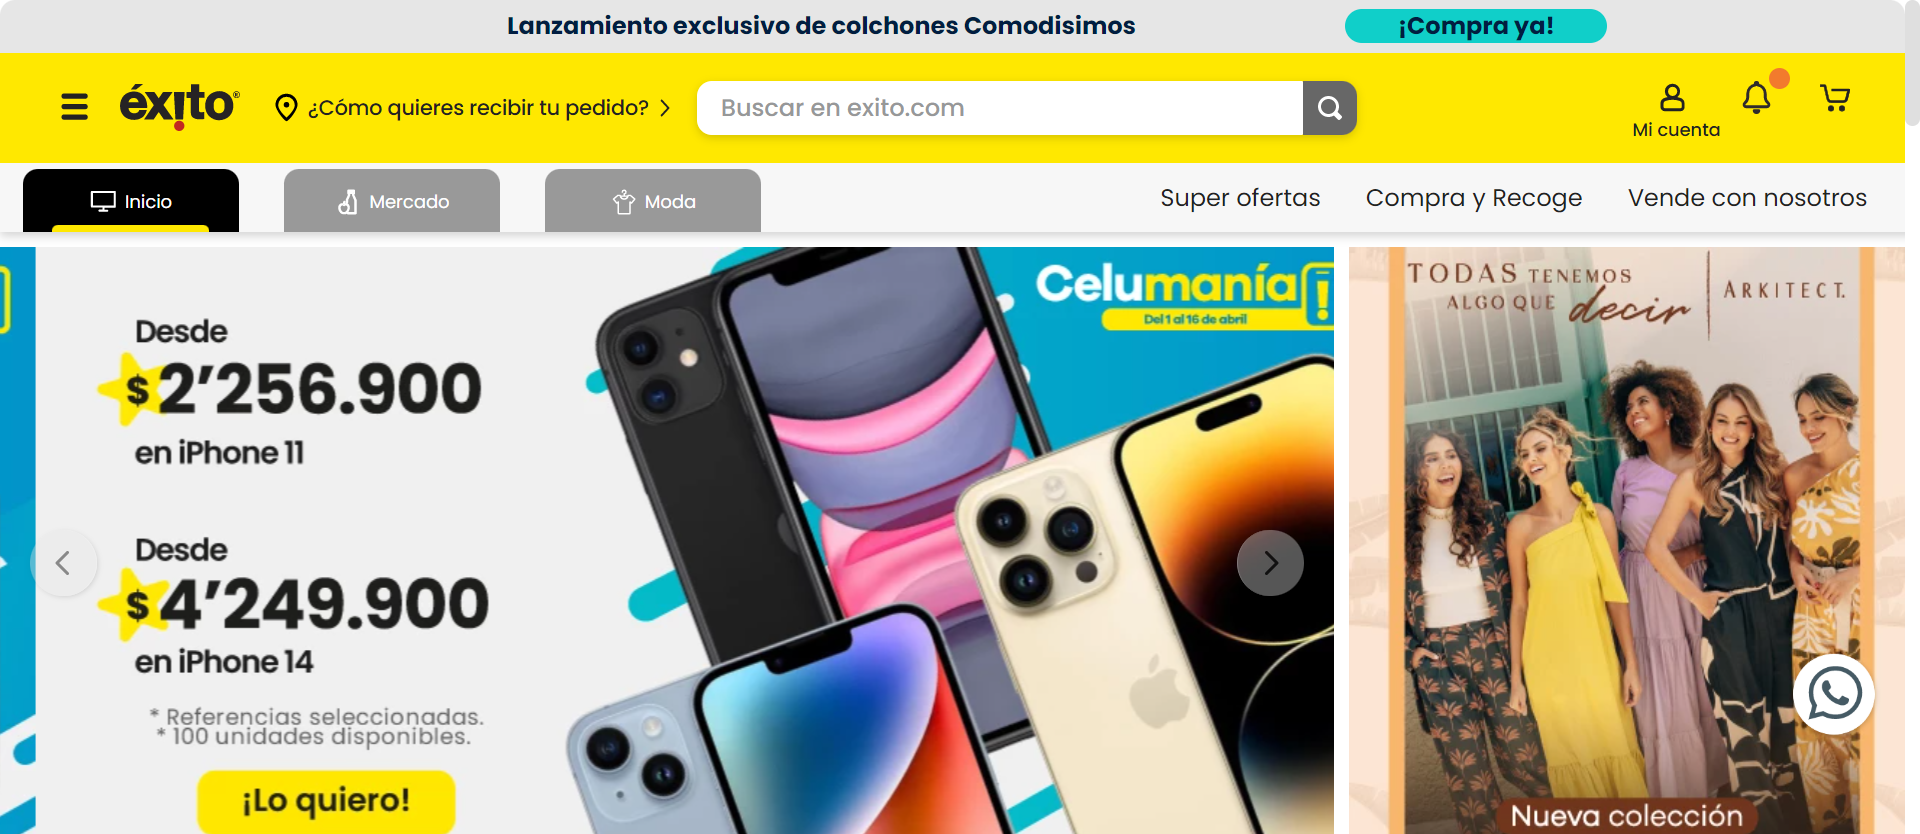 Lanzamiento exclusivo de colchones Comodisimos
¡Compra ya!
éxito®
¿Cómo quieres recibir tu pedido?
Buscar en exito.com
Mi cuenta
Inicio
Mercado
Moda
Super ofertas
Compra y Recoge
Vende con nosotros
Desde
$ 2’256.900
en iPhone 11
Desde
$ 4’249.900
en iPhone 14
* Referencias seleccionadas.
* 100 unidades disponibles.
¡Lo quiero!
Celumanía!
Del 1 al 16 de abril
TODAS TENEMOS
ALGO QUE decir
ARKITECT.
Nueva colección